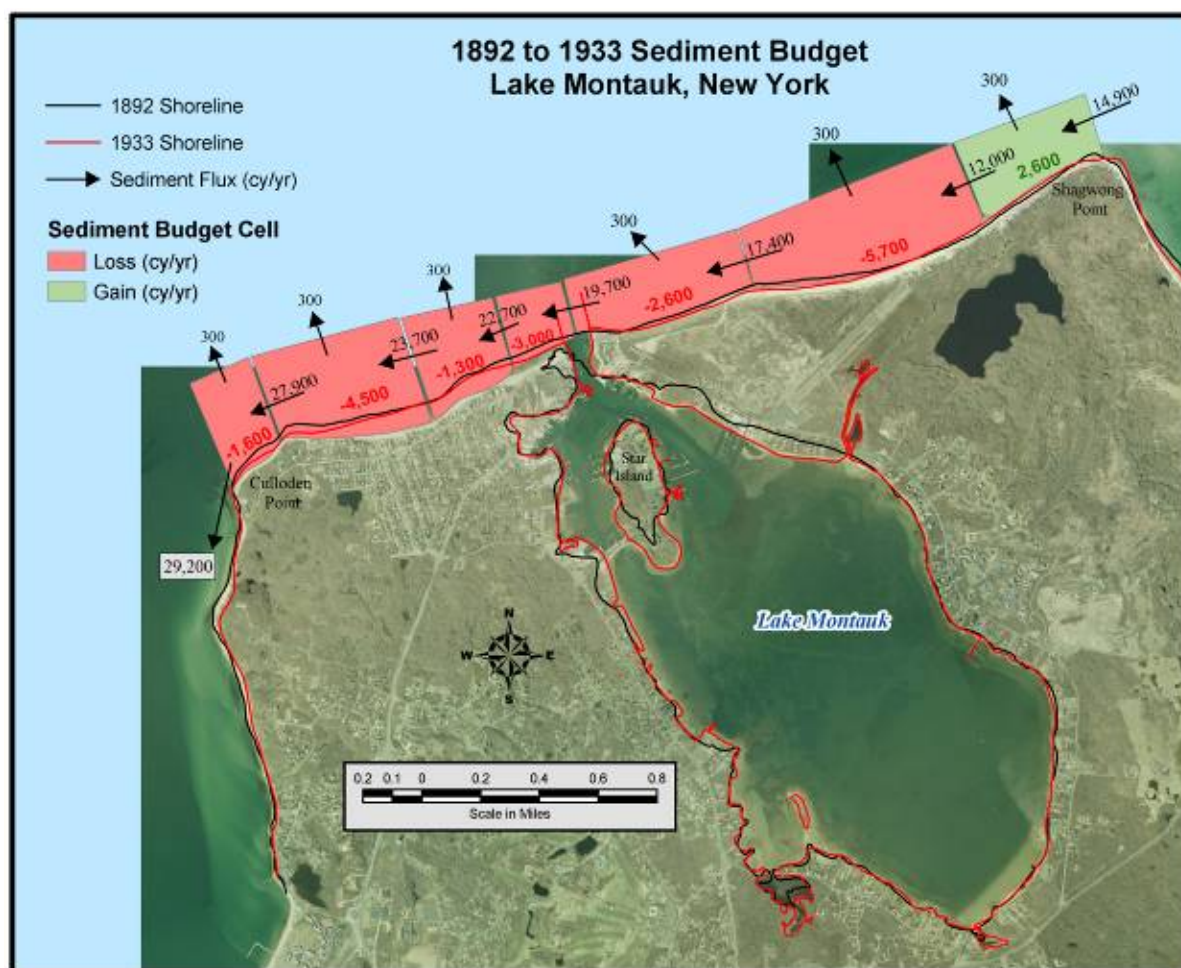 1892 to 1933 Sediment Budget
Lake Montauk, New York
1892 Shoreline
1933 Shoreline
Sediment Flux (cy/yr)
Sediment Budget Cell
Loss (cy/yr)
Gain (cy/yr)
300
14,900
300
12,000
2,600
Shagwong
Point
300
17,400
-5,700
300
19,700
-2,600
22,700
-3,000
300
23,700
-1,300
300
27,900
-4,500
-1,600
Culloden
Point
29,200
Star
Island
Lake Montauk
N
W
E
S
0.2 0.1 0 0.2 0.4 0.6 0.8
Scale in Miles